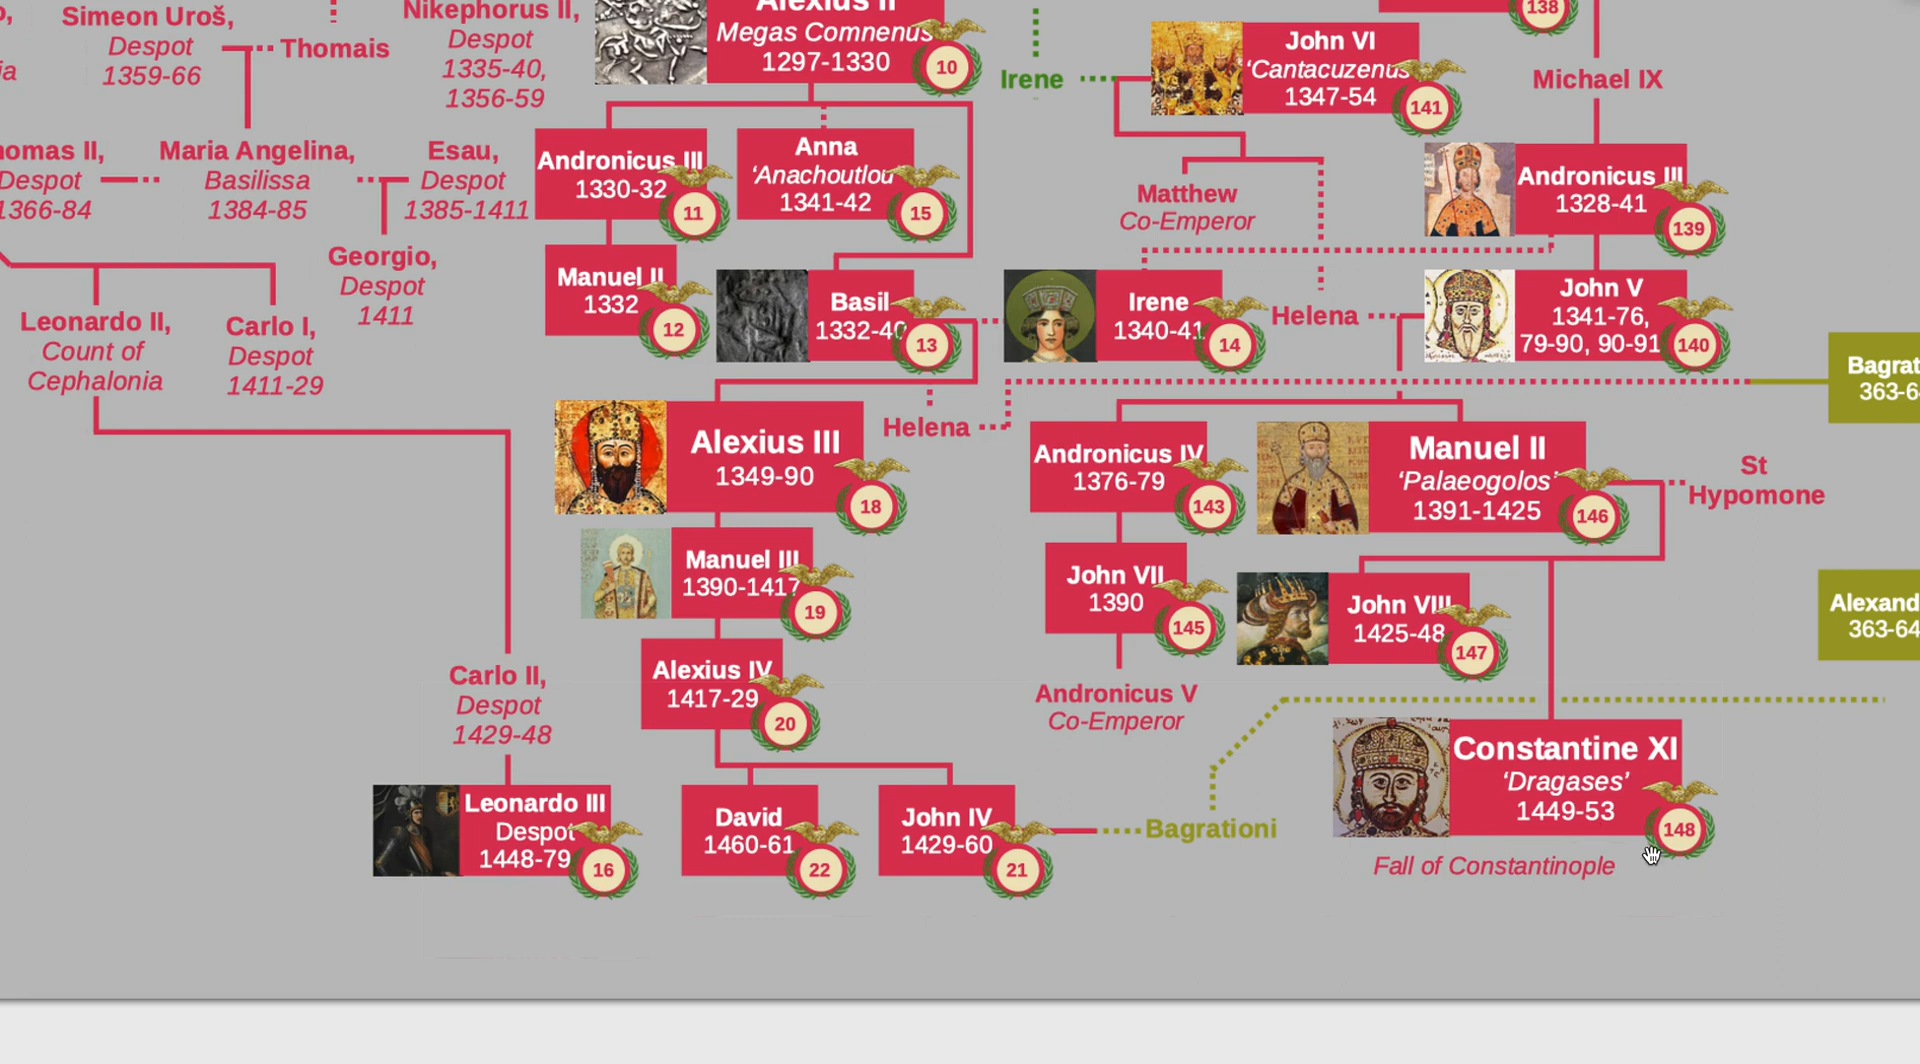 Simeon Uroš,
Despot
1359-66
Thomais
Nikephorus II,
Despot
1335-40,
1356-59
Alexius II
Megas Comnenus
1297-1330
10
Irene
John VI
‘Cantacuzenus
1347-54
141
138
Michael IX
homas II,
Despot
1366-84
Maria Angelina,
Basilissa
1384-85
Esau,
Despot
1385-1411
Andronicus III
1330-32
11
Anna
‘Anachoutlou
1341-42
15
Matthew
Co-Emperor
Andronicus III
1328-41
139
Georgio,
Despot
1411
Manuel II
1332
12
Basil
1332-40
13
Irene
1340-41
14
Helena
John V
1341-76,
79-90, 90-91
140
Leonardo II,
Count of
Cephalonia
Carlo I,
Despot
1411-29
Bagrat
363-6
Alexius III
1349-90
18
Helena
Andronicus IV
1376-79
143
Manuel II
‘Palaeogolos’
1391-1425
146
St
Hypomone
Manuel III
1390-1417
19
John VII
1390
145
John VIII
1425-48
147
Alexand
363-64
Carlo II,
Despot
1429-48
Alexius IV
1417-29
20
Andronicus V
Co-Emperor
Constantine XI
‘Dragases’
1449-53
148
Leonardo III
Despot
1448-79
16
David
1460-61
22
John IV
1429-60
21
Bagrationi
Fall of Constantinople